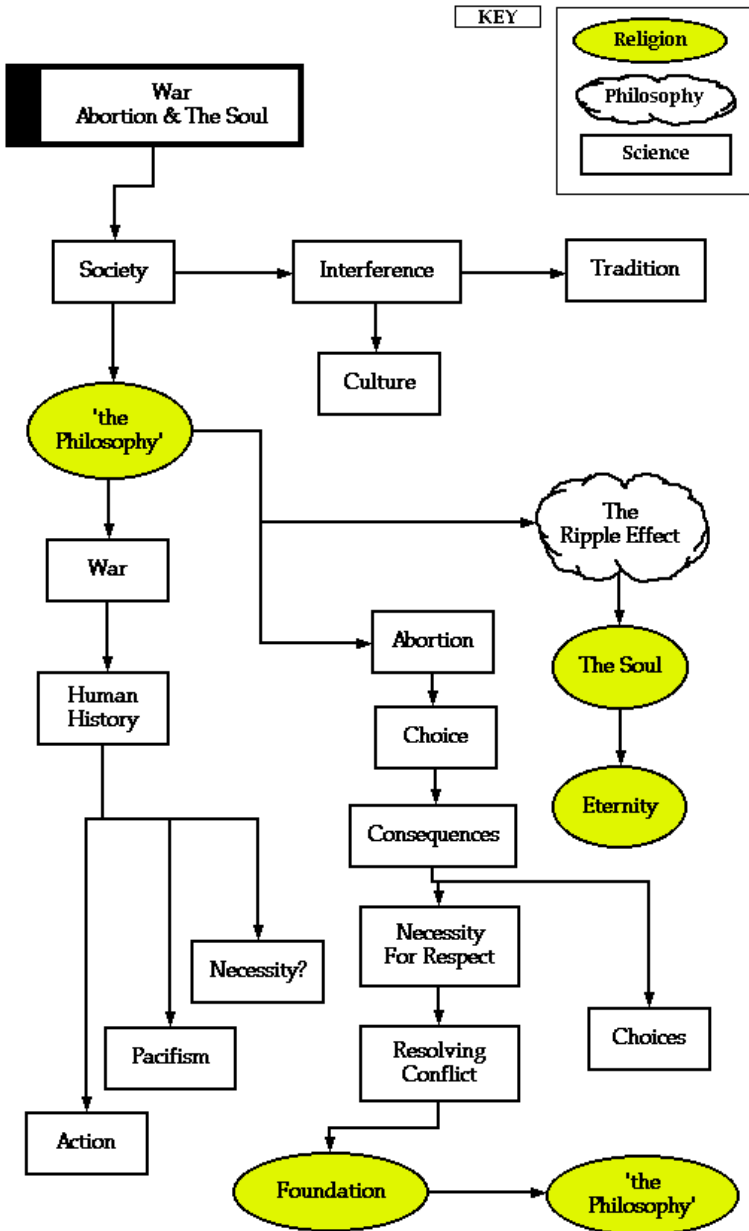 KEY
Religion
Philosophy
Science
War
Abortion & The Soul
Society
Interference
Tradition
Culture
'the
Philosophy'
The
Ripple Effect
War
Abortion
The Soul
Human
History
Choice
Eternity
Consequences
Necessity
For Respect
Necessity?
Choices
Pacifism
Resolving
Conflict
Action
Foundation
'the
Philosophy'